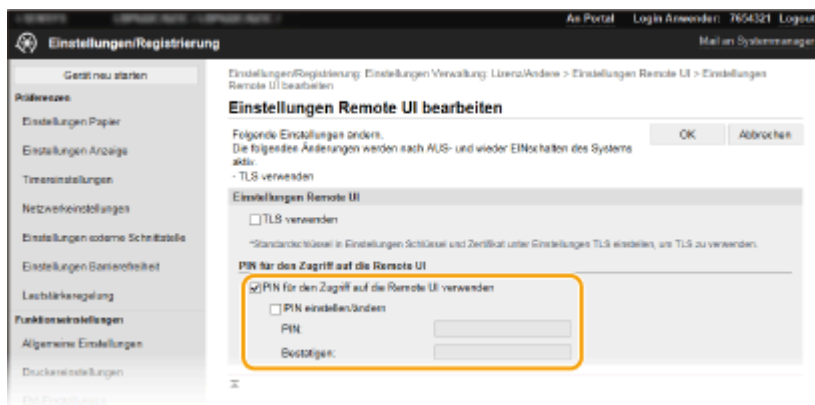 An Portal Login Anwender: 7654321 Logout
Einstellungen/Registrierung
Mail an Systemmanager
Gerät neu starten
Präferenzen
Einstellungen Papier
Einstellungen Anzeige
Timereinstellungen
Netzwerkeinstellungen
Einstellungen externe Schnittstelle
Einstellungen Barrierefreiheit
Lautstärkeregelung
Funktionseinstellungen
Allgemeine Einstellungen
Druckereinstellungen
Einstellungen/Registrierung: Einstellungen Verwaltung: Lizenz/Andere > Einstellungen Remote UI > Einstellungen
Remote UI bearbeiten
Einstellungen Remote UI bearbeiten
Folgende Einstellungen ändern.
Die folgenden Änderungen werden nach AUS- und wieder EINschalten des Systems
aktiv.
- TLS verwenden
OK
Abbrechen
Einstellungen Remote UI
TLS verwenden
*Standardschlüssel in Einstellungen Schlüssel und Zertifikat unter Einstellungen TLS einstellen, um TLS zu verwenden.
PIN für den Zugriff auf die Remote UI
PIN für den Zugriff auf die Remote UI verwenden
PIN einstellen/ändern
PIN:
Bestätigen: